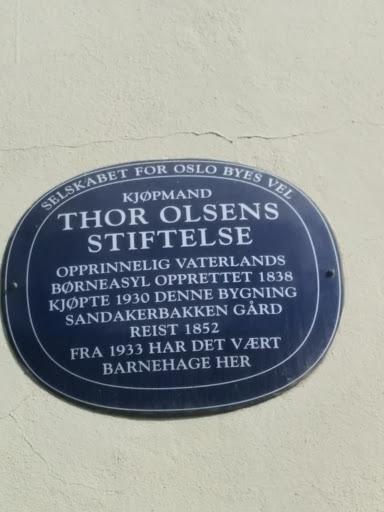 SELSKABET FOR OSLO BYES VEL
KJØPMAND
THOR OLSENS
STIFTELSE
OPPRINNELIG VATERLANDS
BØRNEASYL OPPRETTET 1838
KJØPTE 1930 DENNE BYGNING
SANDAKERBAKKEN GÅRD
REIST 1852
FRA 1933 HAR DET VÆRT
BARNEHAGE HER